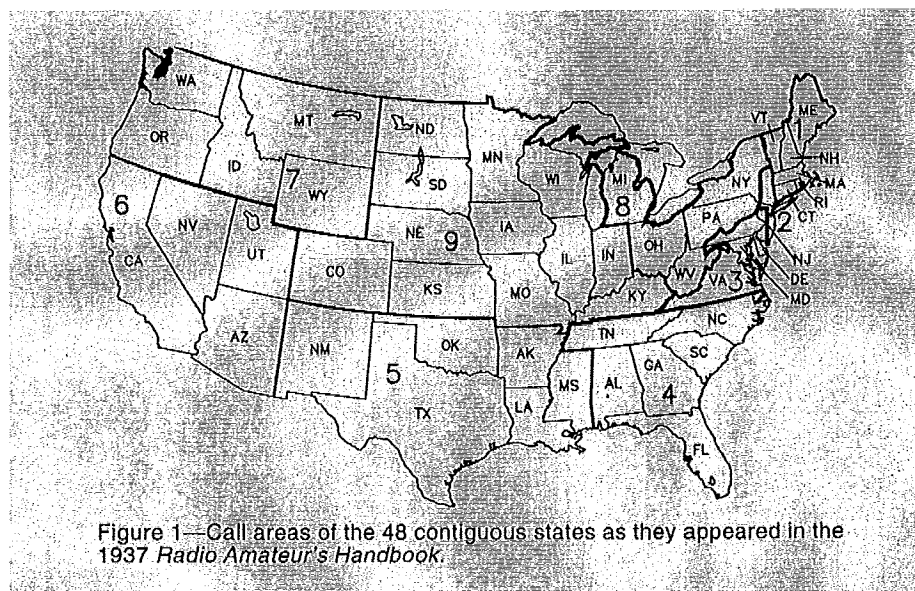 WA
ME
VT
MT
ND
1
OR
MN
NH
ID
7
SD
WI
MI
NY
MA
WY
RI
6
8
CT
NV
NE
9
IA
PA
2
UT
OH
CA
CO
IL
IN
WV
VA
3
NJ
KS
MO
KY
DE
MD
NC
TN
AZ
NM
OK
AK
SC
5
MS
AL
GA
4
TX
LA
FL
Figure 1—Call areas of the 48 contiguous states as they appeared in the
1937 Radio Amateur's Handbook.